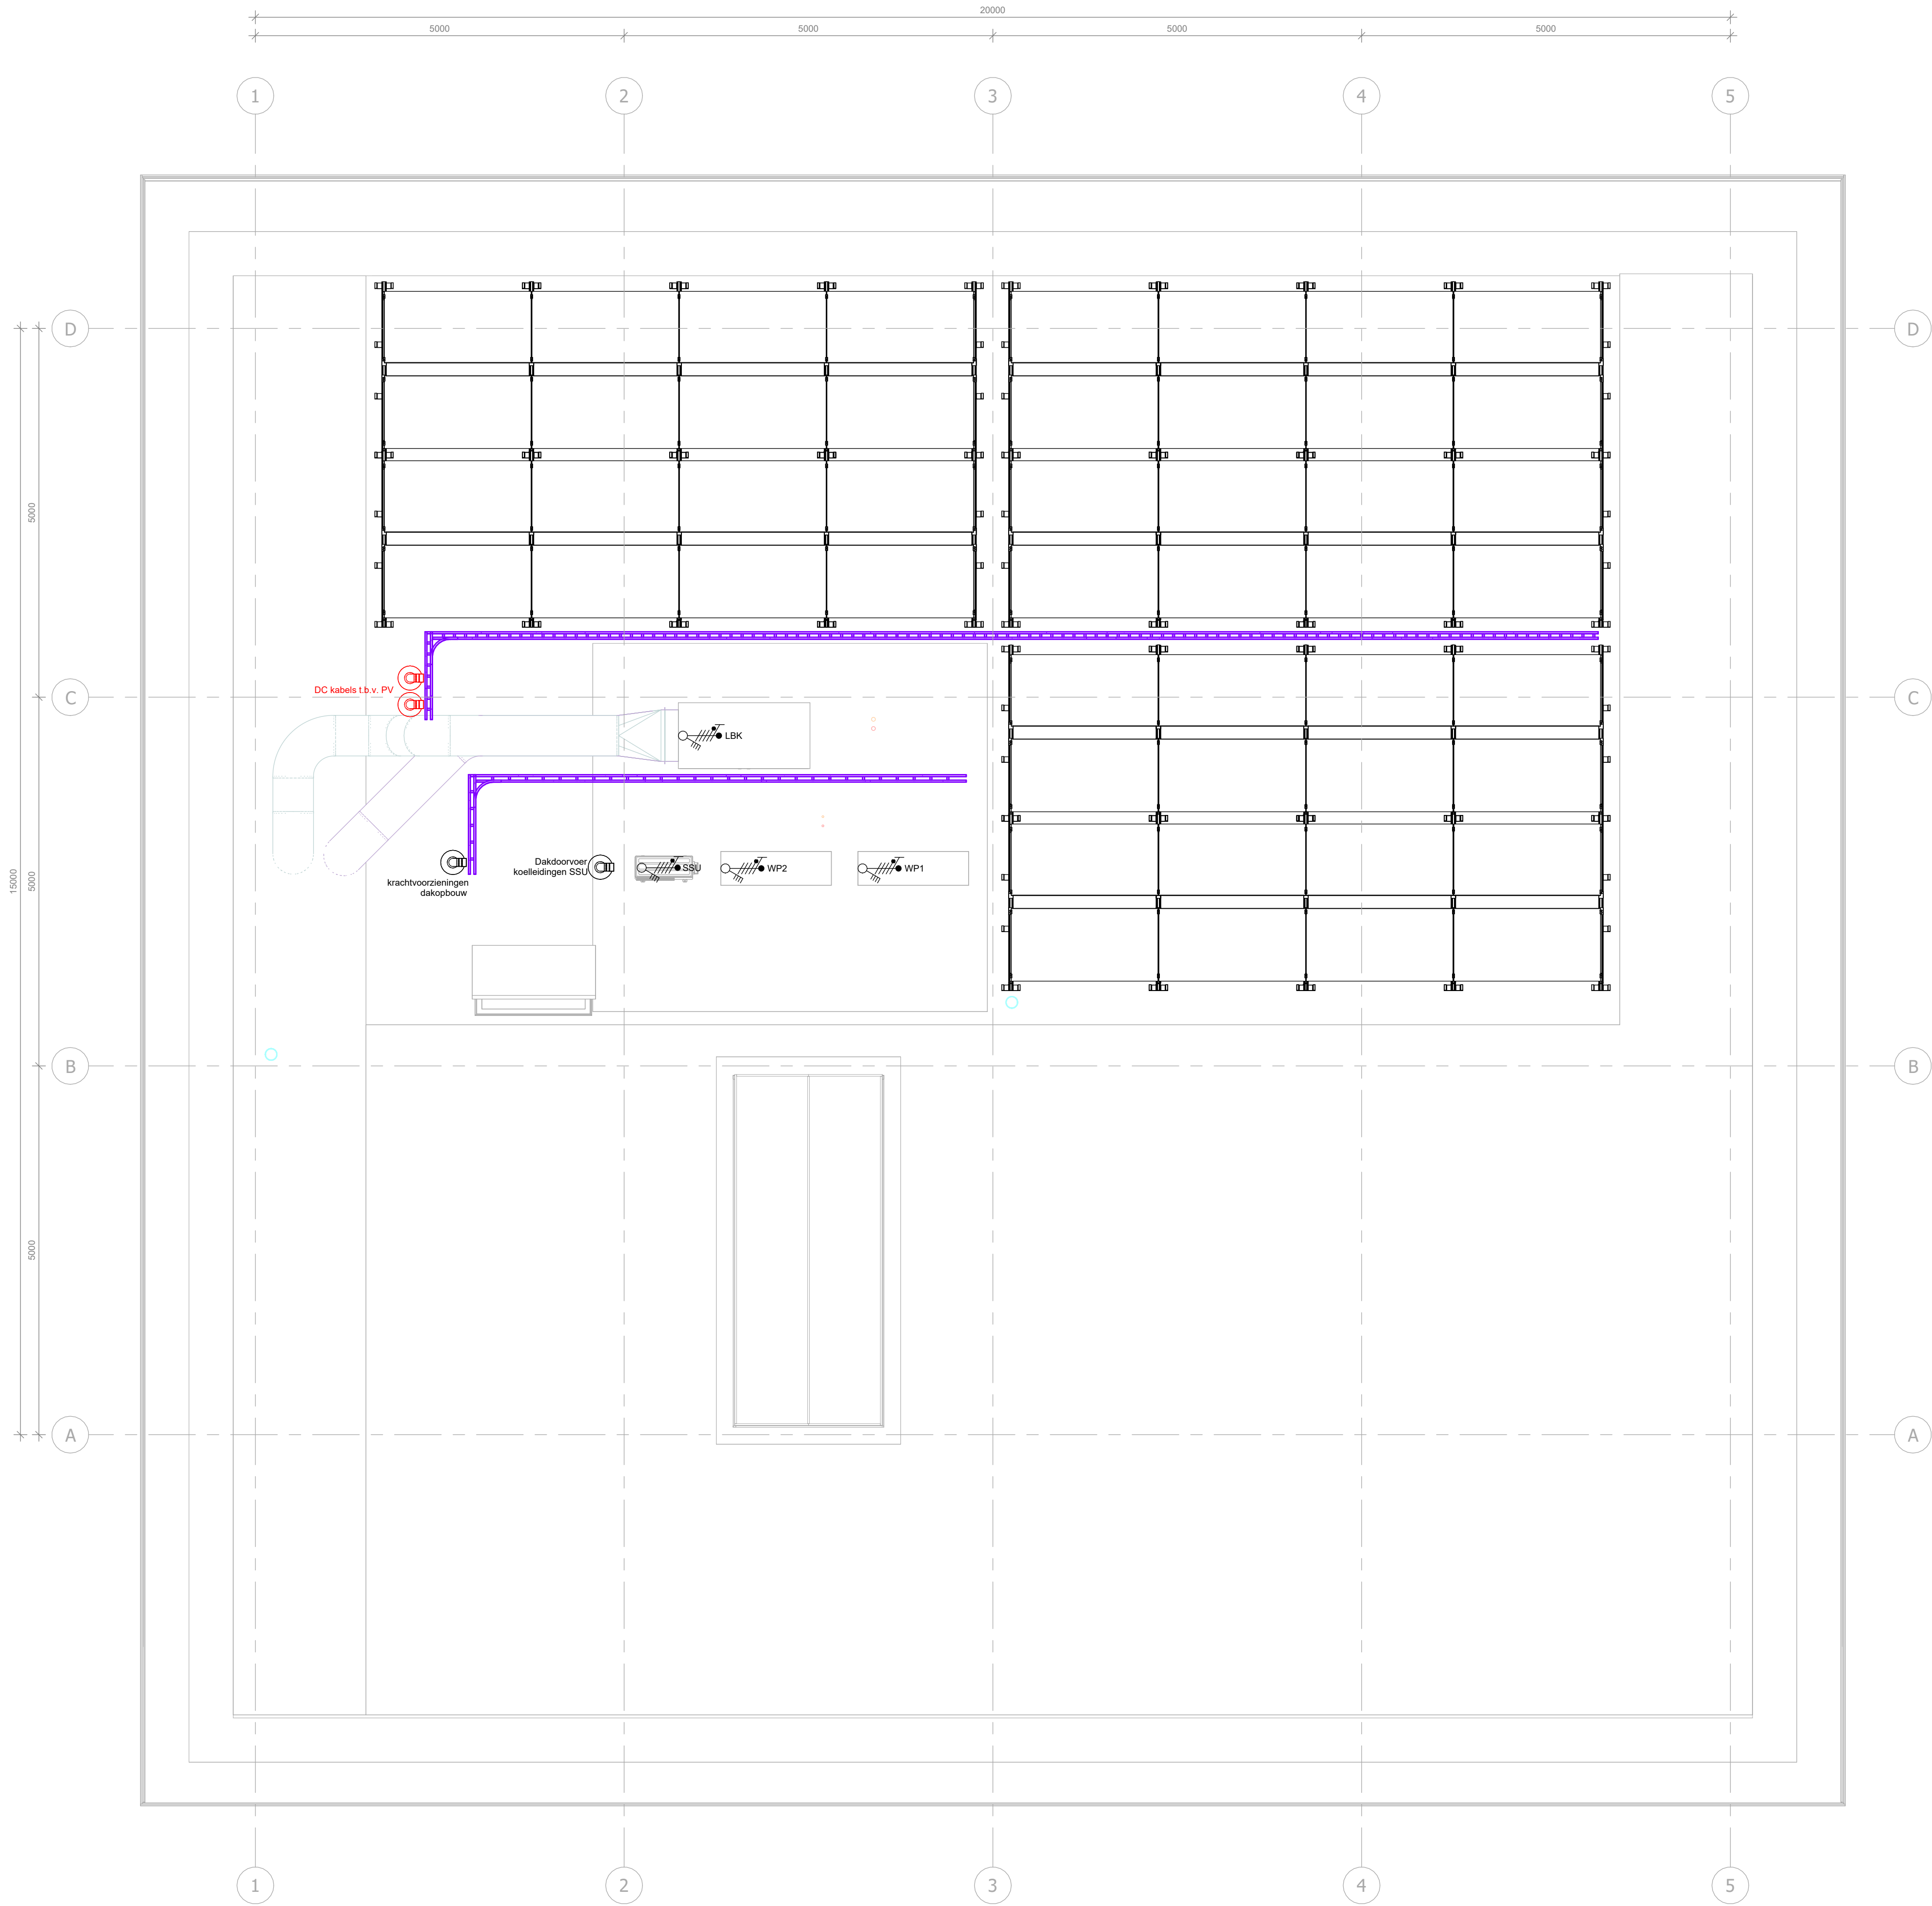 20000
5000
5000
5000
5000
1
2
3
4
5
D
D
5000
DC kabels t.b.v. PV
C
C
LBK
15000
5000
Dakdoorvoer
koelleidingen SSU
SSU
WP2
WP1
krachtvoorzieningen
dakopbouw
B
B
5000
A
A
1
2
3
4
5